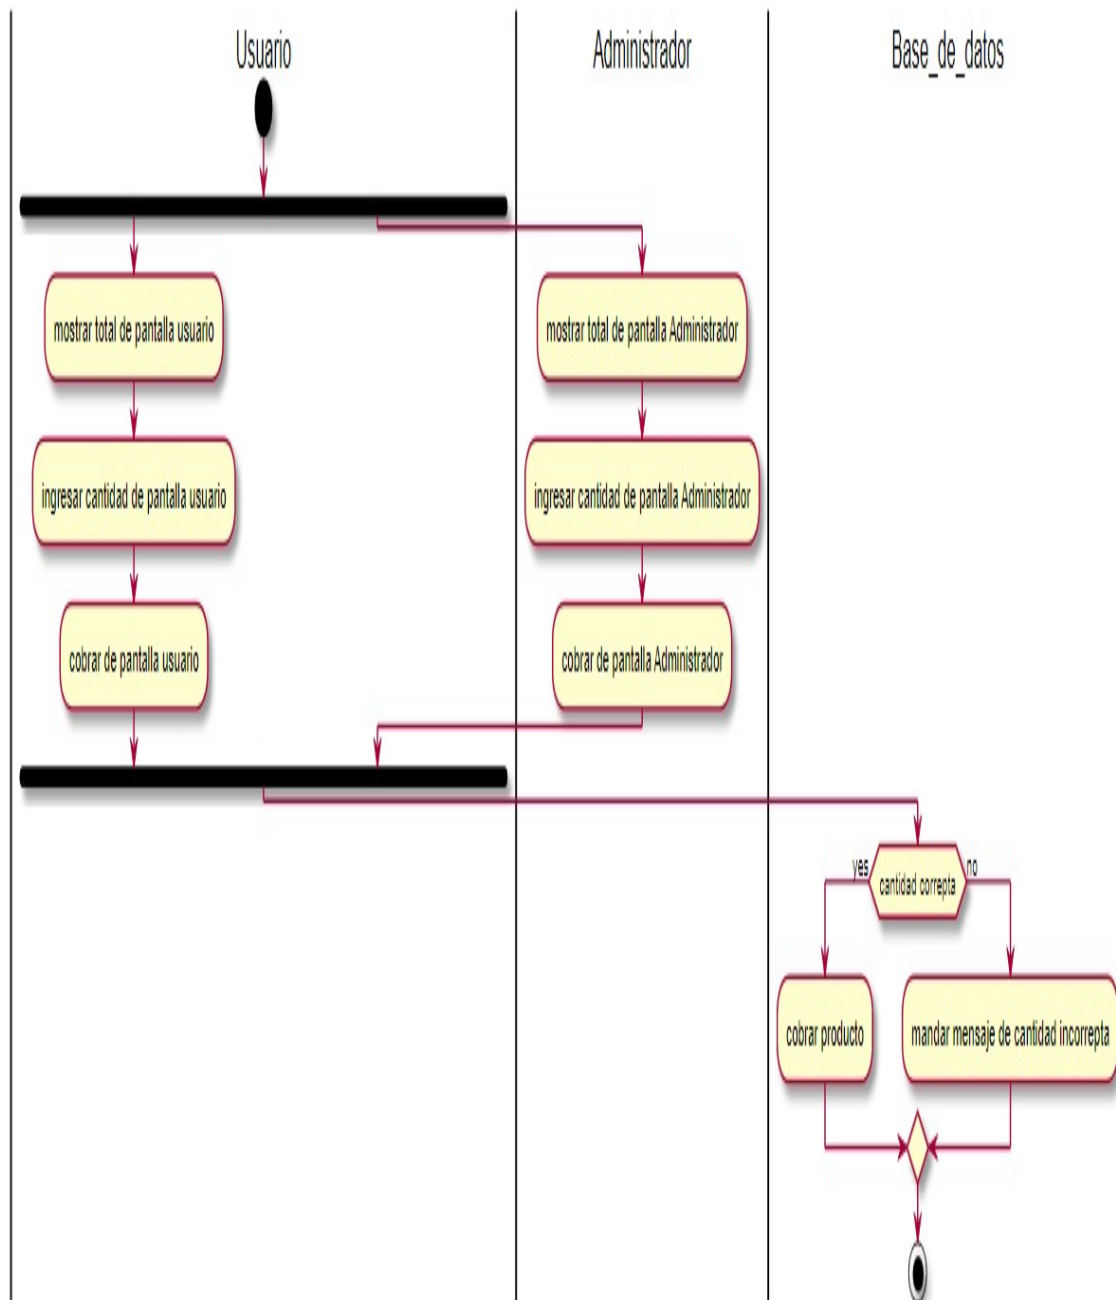 Usuario
Administrador
Base_de_datos
mostrar total de pantalla usuario
mostrar total de pantalla Administrador
ingresar cantidad de pantalla usuario
ingresar cantidad de pantalla Administrador
cobrar de pantalla usuario
cobrar de pantalla Administrador
yes
cantidad correpta
no
cobrar producto
mandar mensaje de cantidad incorrepta